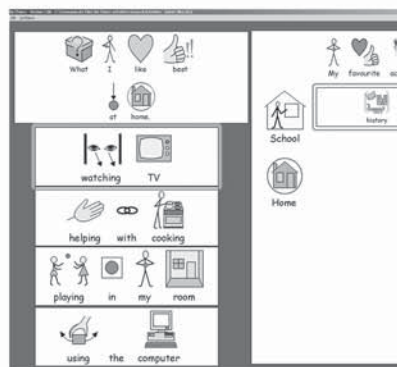 What I like best
at home.
watching TV
helping with cooking
playing in my room
using the computer
My favourite
School
history
Home